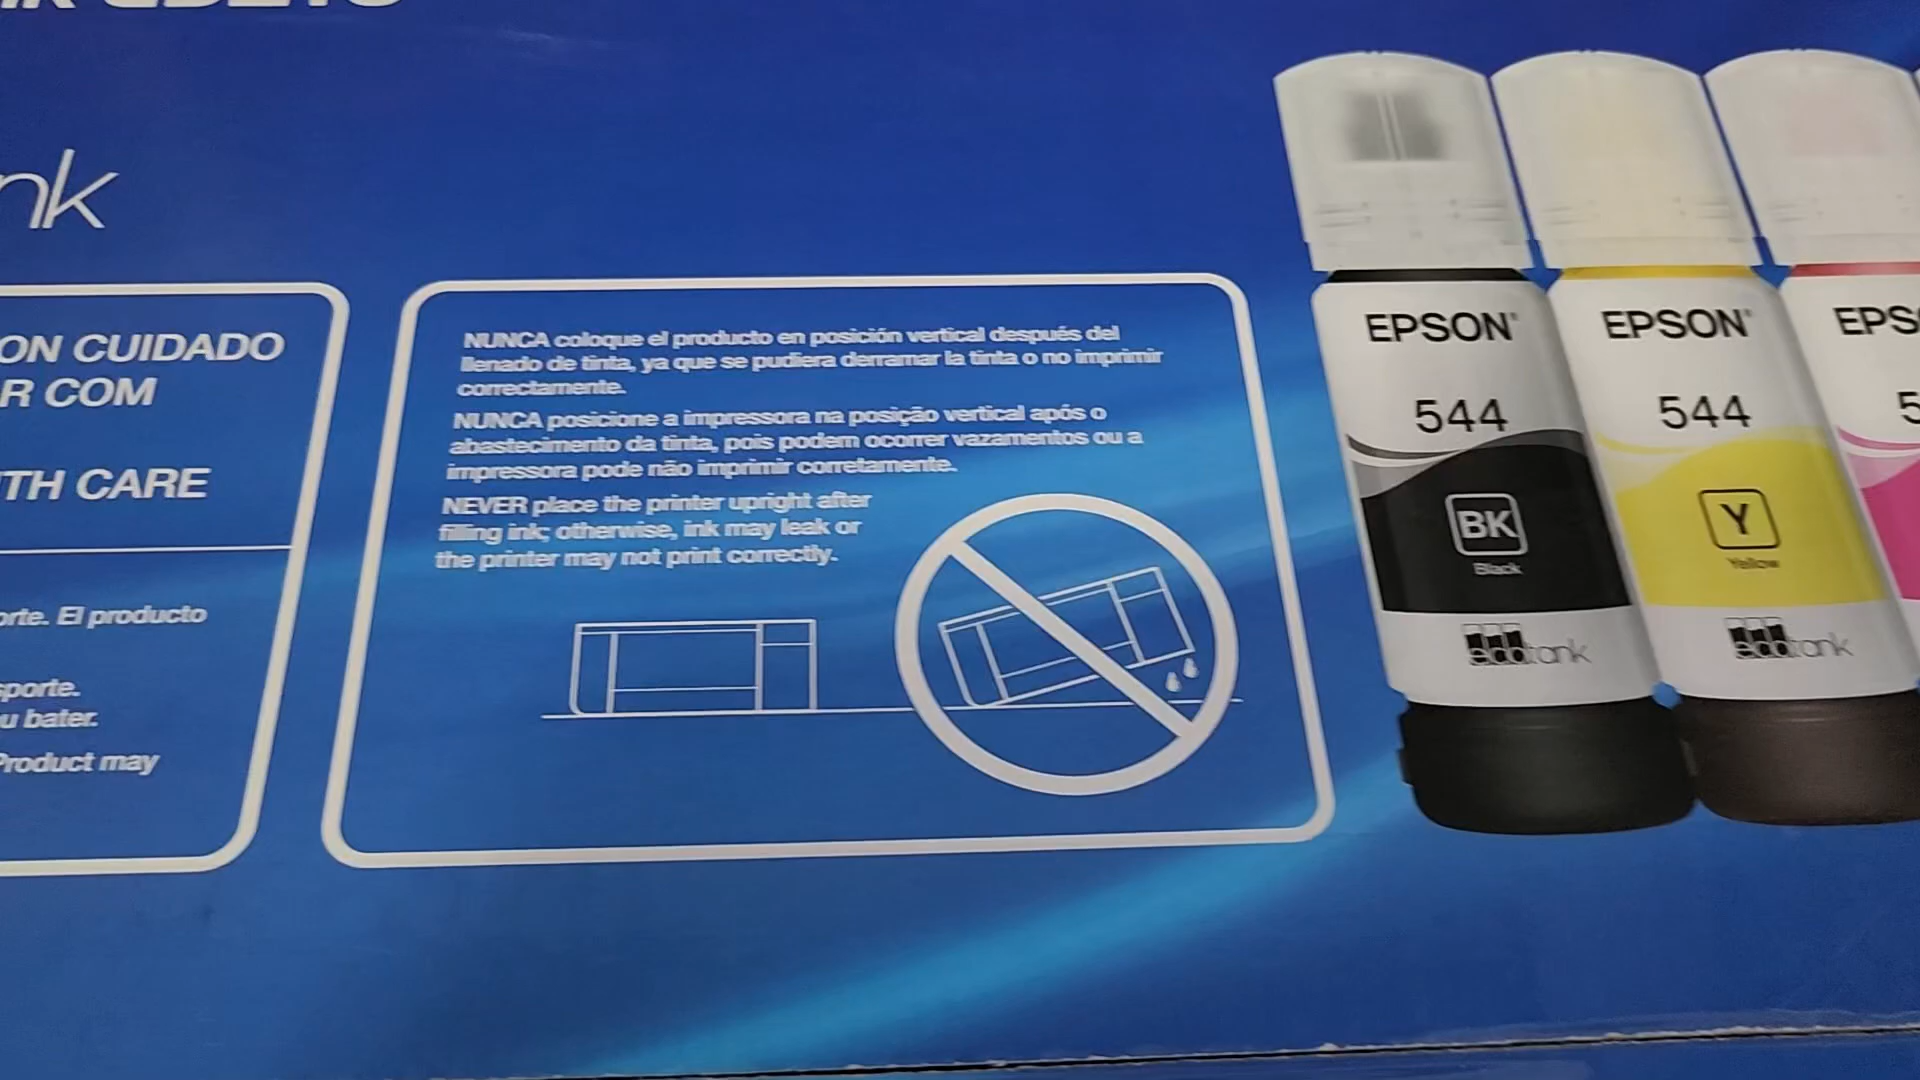 nk
ON CUIDADO
R COM
TH CARE
orte. El producto
sporte.
u bater.
Product may
NUNCA coloque el producto en posición vertical después del
llenado de tinta, ya que se pudiera derramar la tinta o no imprimir
correctamente.
NUNCA posicione a impressora na posição vertical após o
abastecimento da tinta, pois podem ocorrer vazamentos ou a
impressora pode não imprimir corretamente.
NEVER place the printer upright after
filling ink; otherwise, ink may leak or
the printer may not print correctly.
EPSON
544
BK
Black
ecotank
EPSON
544
Y
Yellow
ecotank
EPS
5